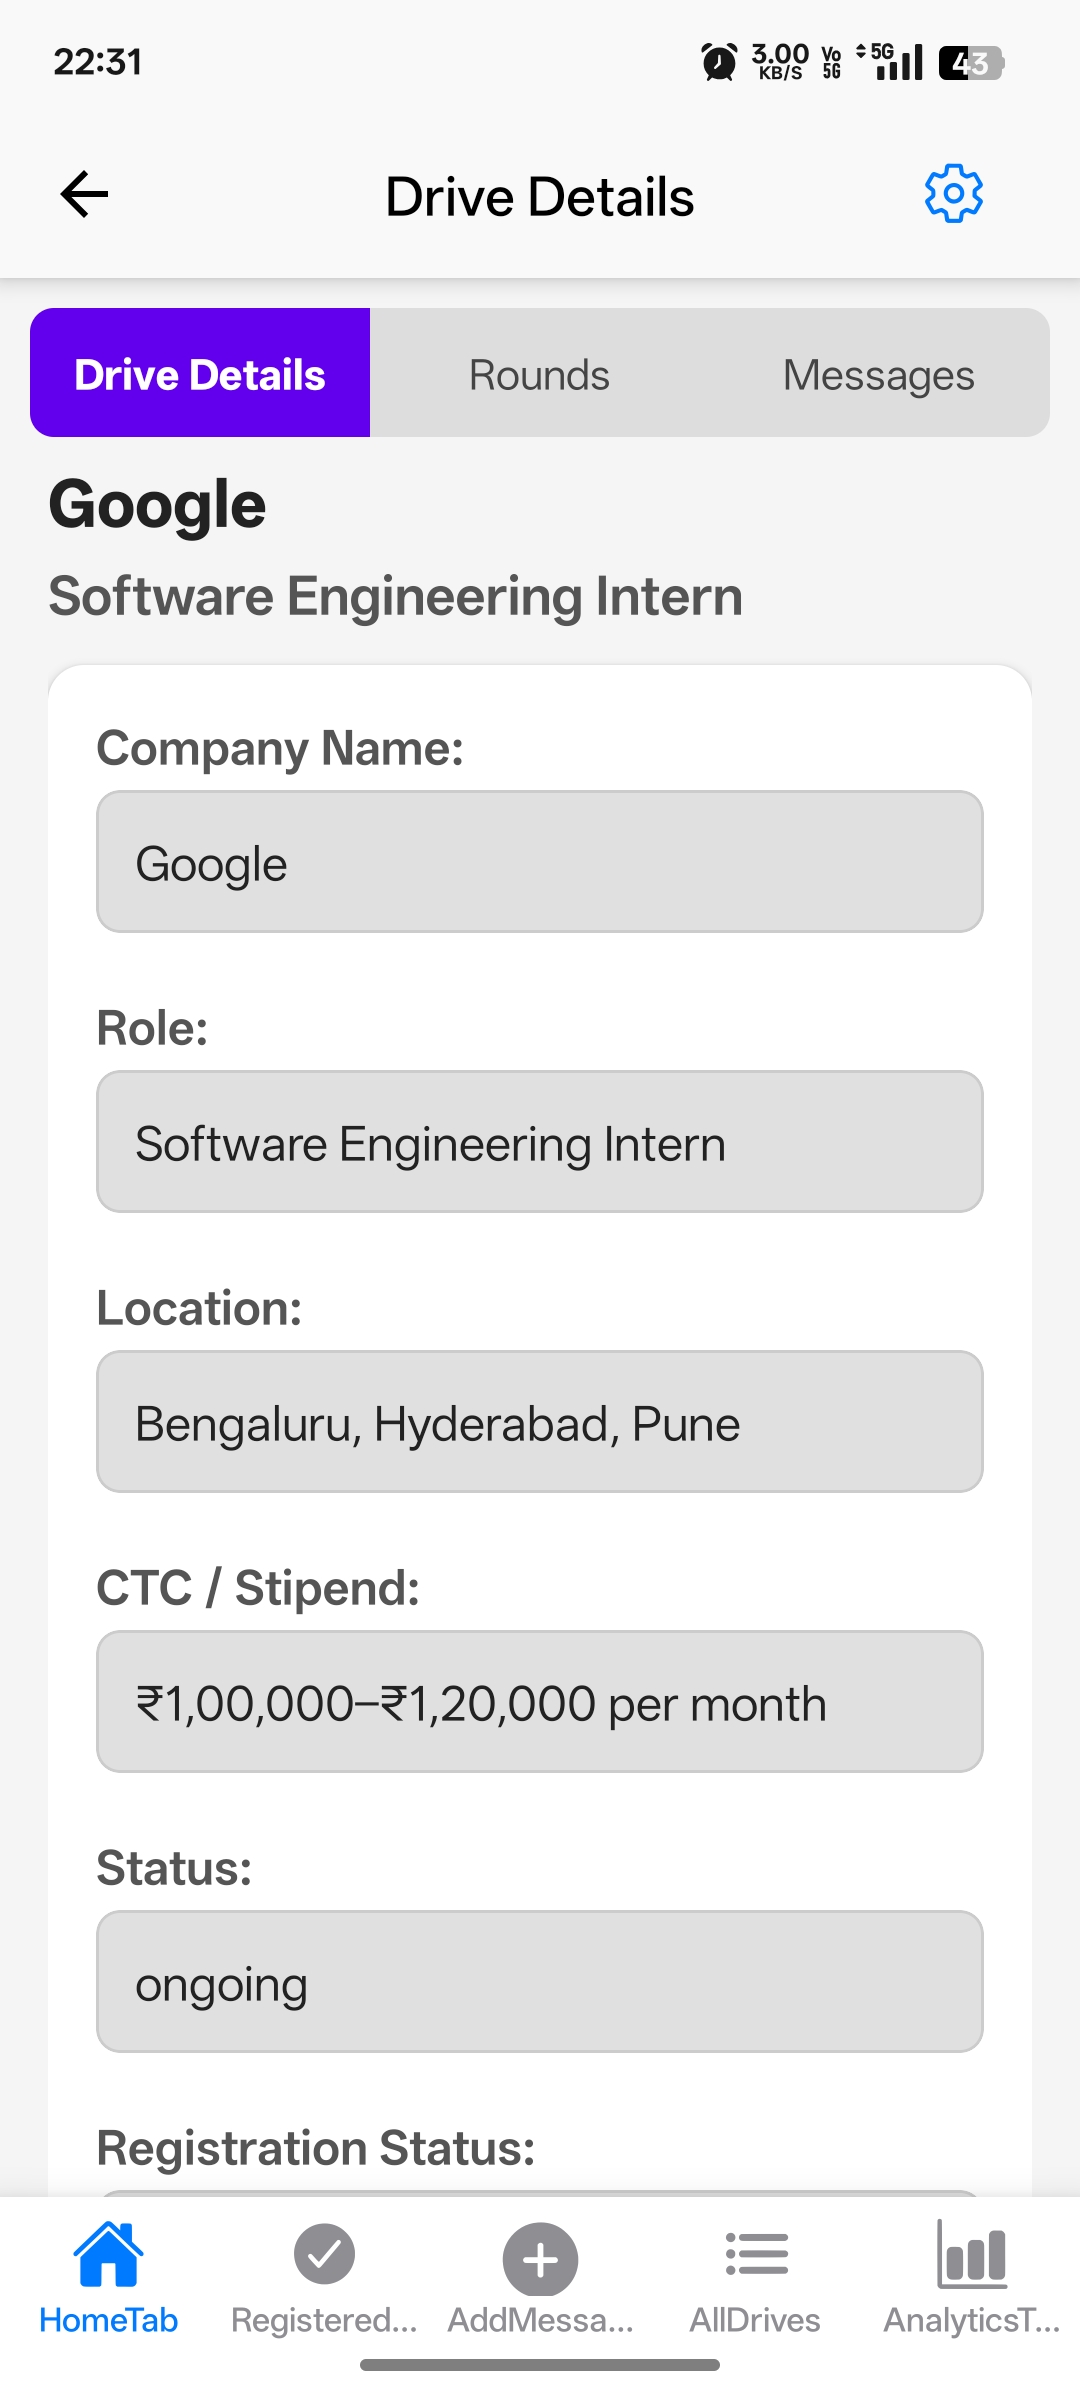 22:31
3.00
KB/S
Vo
5G
5G
43
Drive Details
Drive Details
Rounds
Messages
Google
Software Engineering Intern
Company Name:
Google
Role:
Software Engineering Intern
Location:
Bengaluru, Hyderabad, Pune
CTC / Stipend:
₹1,00,000–₹1,20,000 per month
Status:
ongoing
Registration Status:
HomeTab
Registered...
AddMessa...
AllDrives
AnalyticsT...